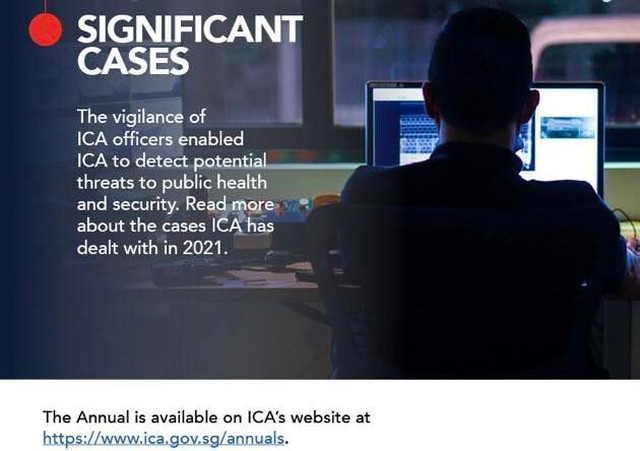 SIGNIFICANT
CASES
The vigilance of
ICA officers enabled
ICA to detect potential
threats to public health
and security. Read more
about the cases ICA has
dealt with in 2021.
The Annual is available on ICA's website at
https://www.ica.gov.sg/annuals.